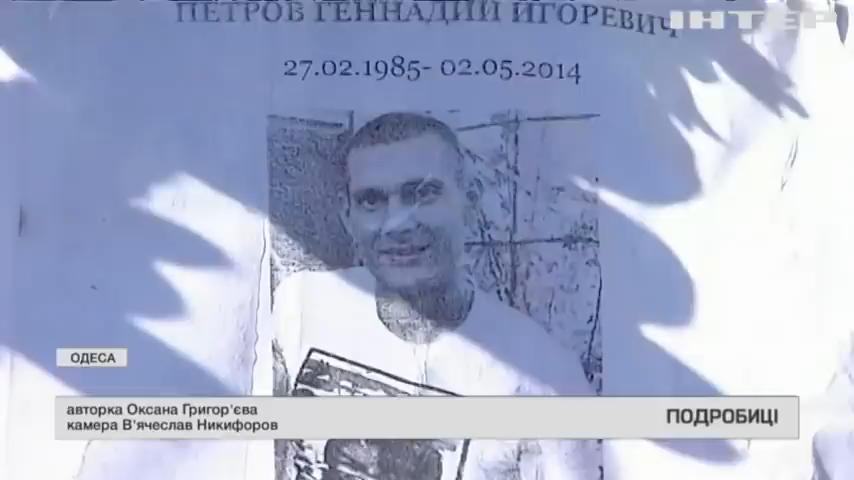 ПЕТРОВ ГЕННАДИЙ ИГОРЕВИЧ
ІНТЕР
27.02.1985- 02.05.2014
ОДЕСА
авторка Оксана Григор'єва
камера В'ячеслав Никифоров
ПОДРОБИЦІ